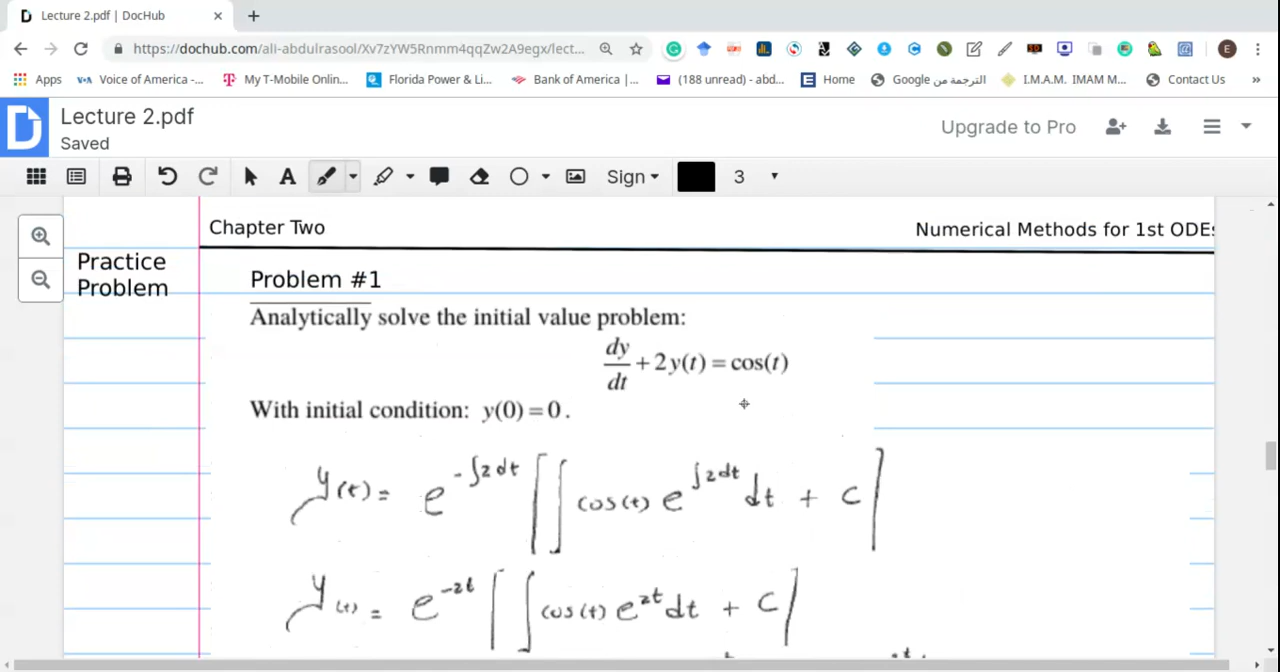 Lecture 2.pdf | DocHub
https://dochub.com/ali-abdulrasool/Xv7zYW5Rnmm4qqZw2A9egx/lect...
Apps Voice of America -... My T-Mobile Onlin... Florida Power & Li... Bank of America |... (188 unread) - abd... Home الترجمة من Google I.M.A.M. IMAM M... Contact Us »
Lecture 2.pdf
Saved
Upgrade to Pro
A Sign 3
Chapter Two Numerical Methods for 1st ODEs
Practice
Problem
Problem #1
Analytically solve the initial value problem:
dy/dt + 2y(t) = cos(t)
With initial condition: y(0) = 0.
y(t) = e^{-∫2dt} [∫ cos(t) e^{∫2dt} dt + C]
y(t) = e^{-2t} [∫ cos(t) e^{2t} dt + C]